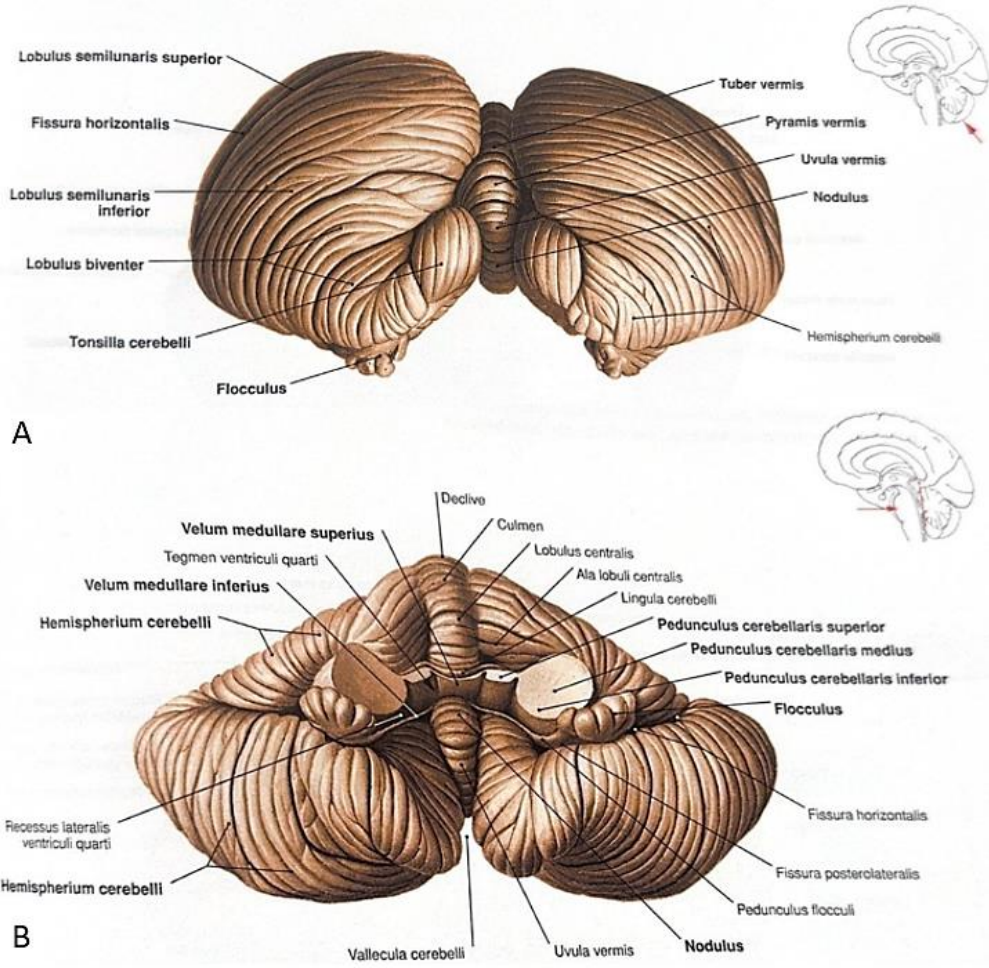 Lobulus semilunaris superior
Fissura horizontalis
Lobulus semilunaris
inferior
Lobulus biventer
Tonsilla cerebelli
Flocculus
Tuber vermis
Pyramis vermis
Uvula vermis
Nodulus
Hemispherium cerebelli
A
Declive
Culmen
Velum medullare superius
Lobulus centralis
Tegmen ventriculi quarti
Ala lobuli centralis
Velum medullare inferius
Lingula cerebelli
Hemispherium cerebelli
Pedunculus cerebellaris superior
Pedunculus cerebellaris medius
Pedunculus cerebellaris inferior
Flocculus
Recessus lateralis
ventriculi quarti
Fissura horizontalis
Hemispherium cerebelli
Fissura posterolateralis
Pedunculus flocculi
B
Vallecula cerebelli
Uvula vermis
Nodulus